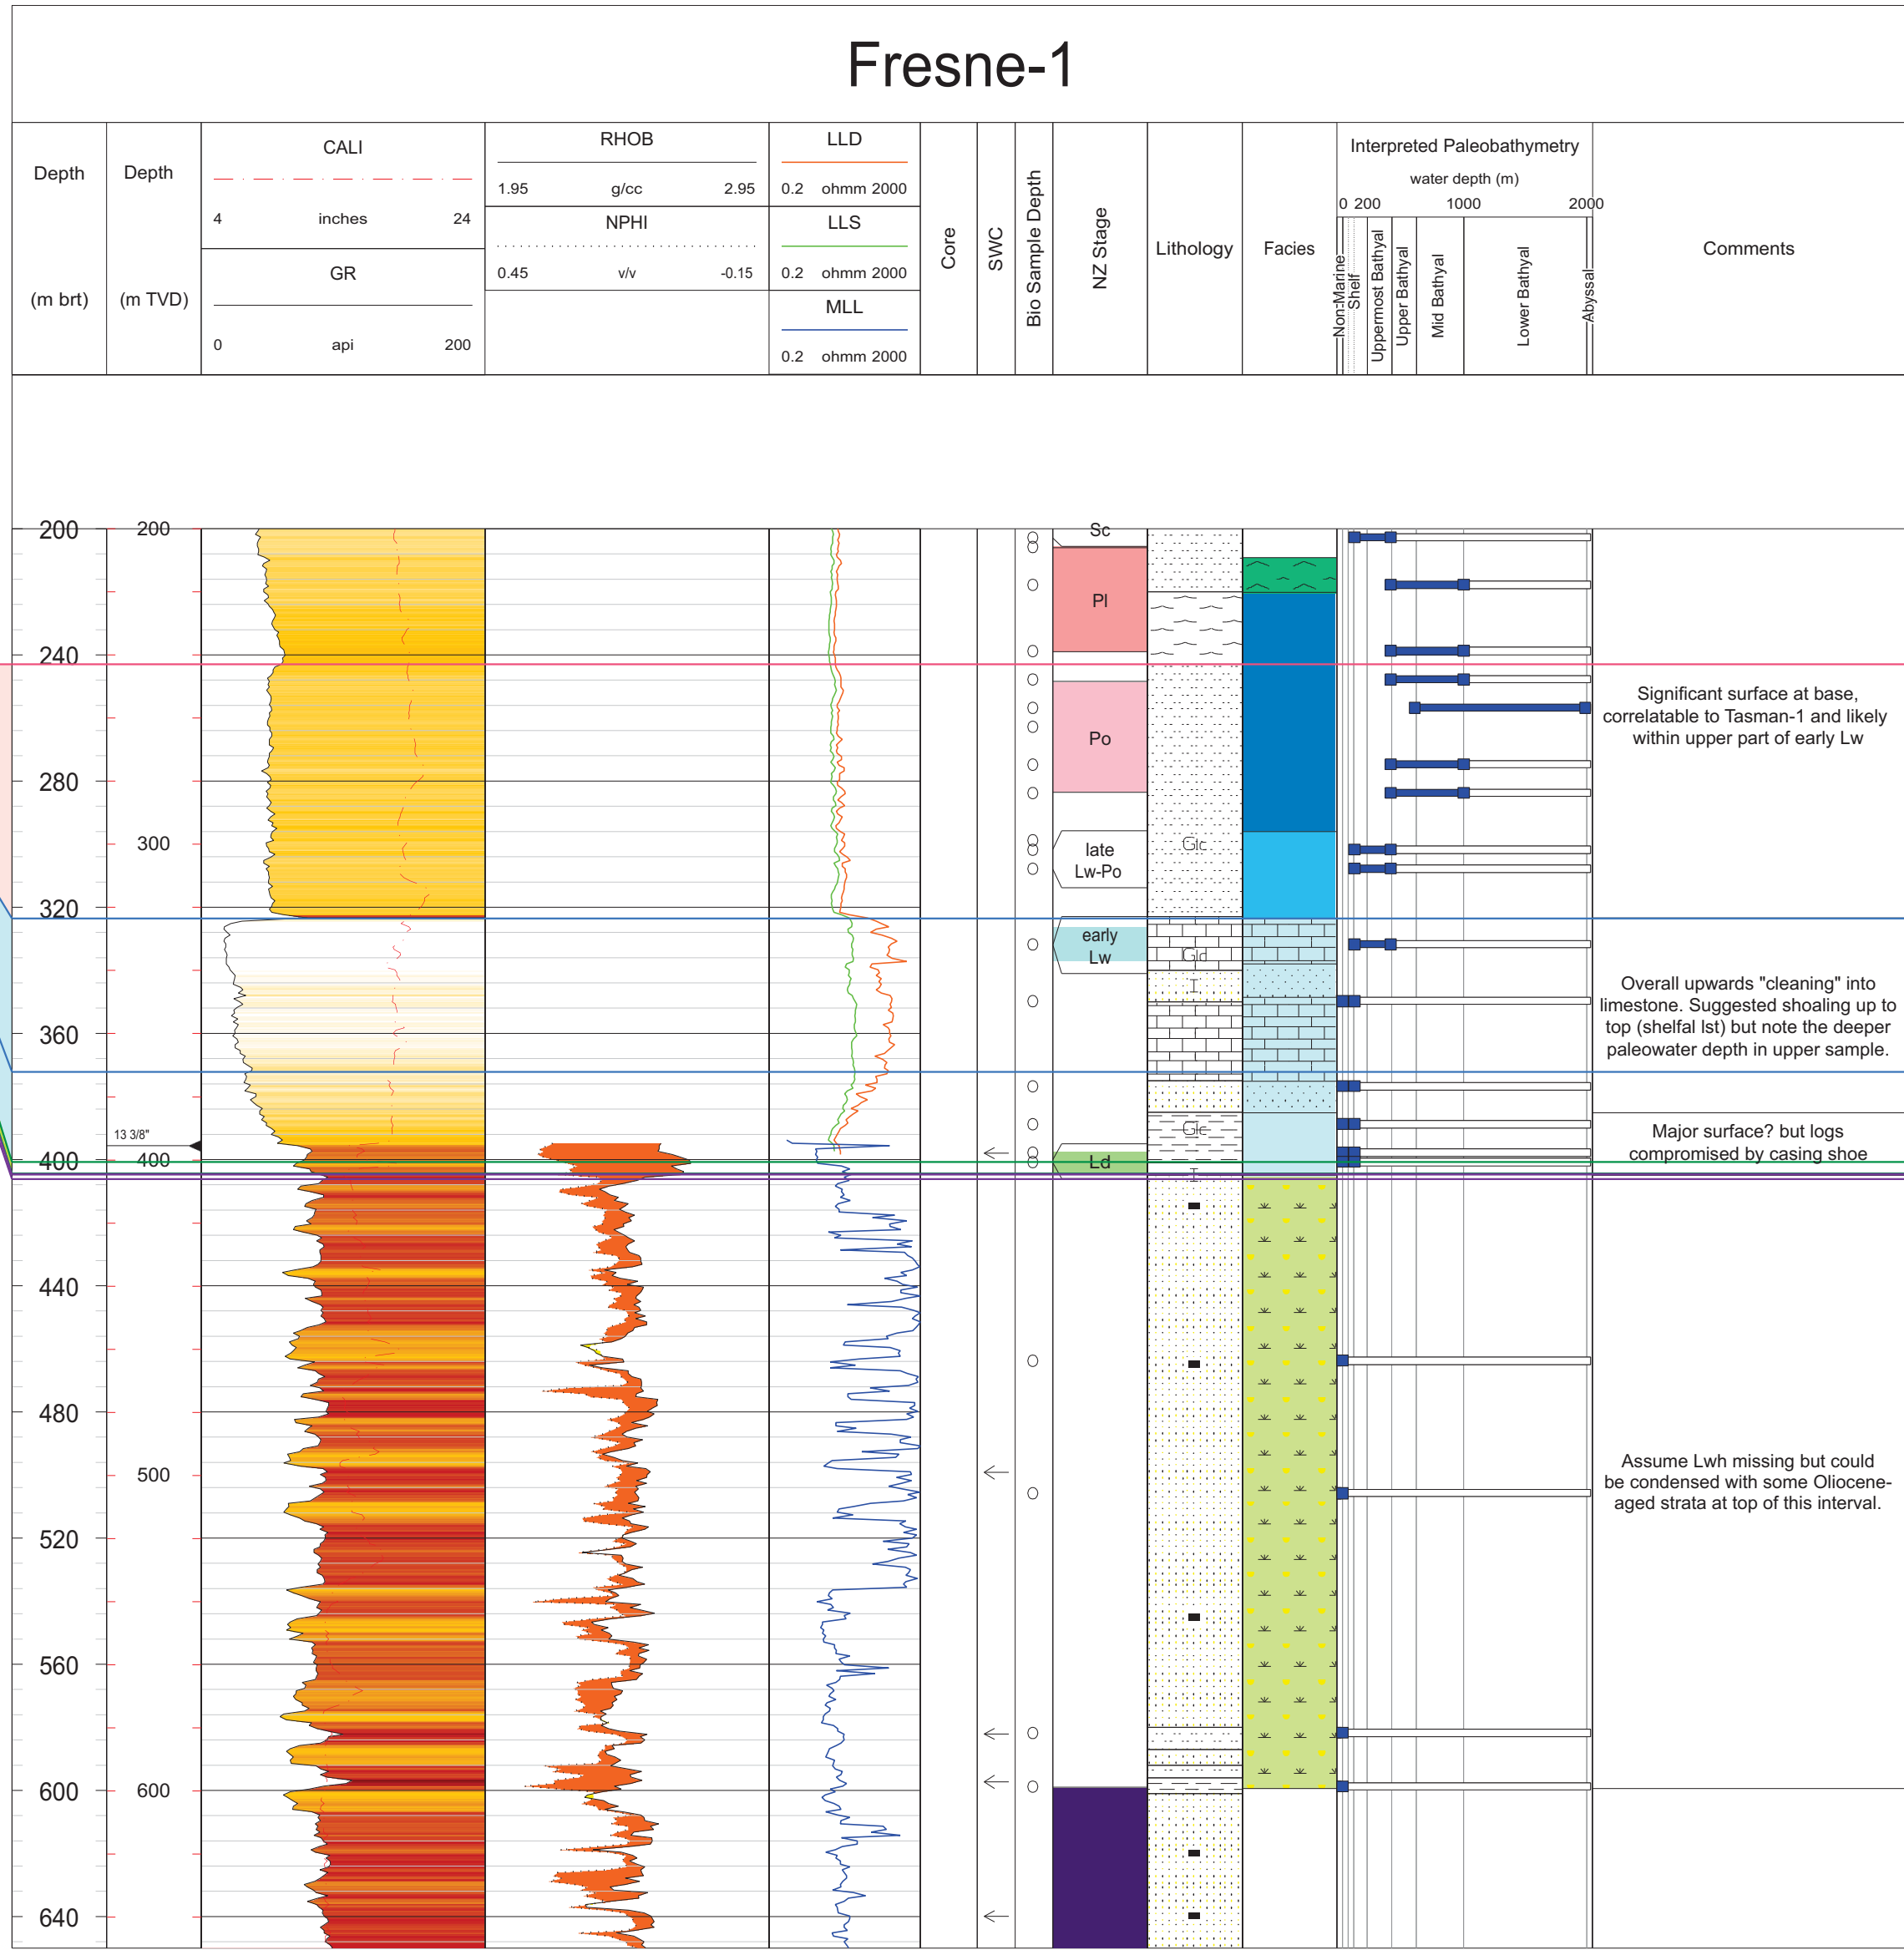 Fresne-1
Depth
(m brt)
Depth
(m TVD)
CALI
4 inches 24
GR
0 api 200
RHOB
1.95 g/cc 2.95
NPHI
0.45 v/v -0.15
LLD
0.2 ohmm 2000
LLS
0.2 ohmm 2000
MLL
0.2 ohmm 2000
Core
SWC
Bio Sample Depth
NZ Stage
Lithology
Facies
Interpreted Paleobathymetry
water depth (m)
0 200 1000 2000
Non-Marine
Shelf
Uppermost Bathyal
Upper Bathyal
Mid Bathyal
Lower Bathyal
Abyssal
Comments
200
240
280
320
360
400
440
480
520
560
600
640
200
300
13 3/8"
400
500
600
Sc
Pl
Po
late
Lw-Po
early
Lw
Ld
Glc
Glc
I
Glc
I
Significant surface at base,
correlatable to Tasman-1 and likely
within upper part of early Lw
Overall upwards "cleaning" into
limestone. Suggested shoaling up to
top (shelfal lst) but note the deeper
paleowater depth in upper sample.
Major surface? but logs
compromised by casing shoe
Assume Lwh missing but could
be condensed with some Oliocene-
aged strata at top of this interval.